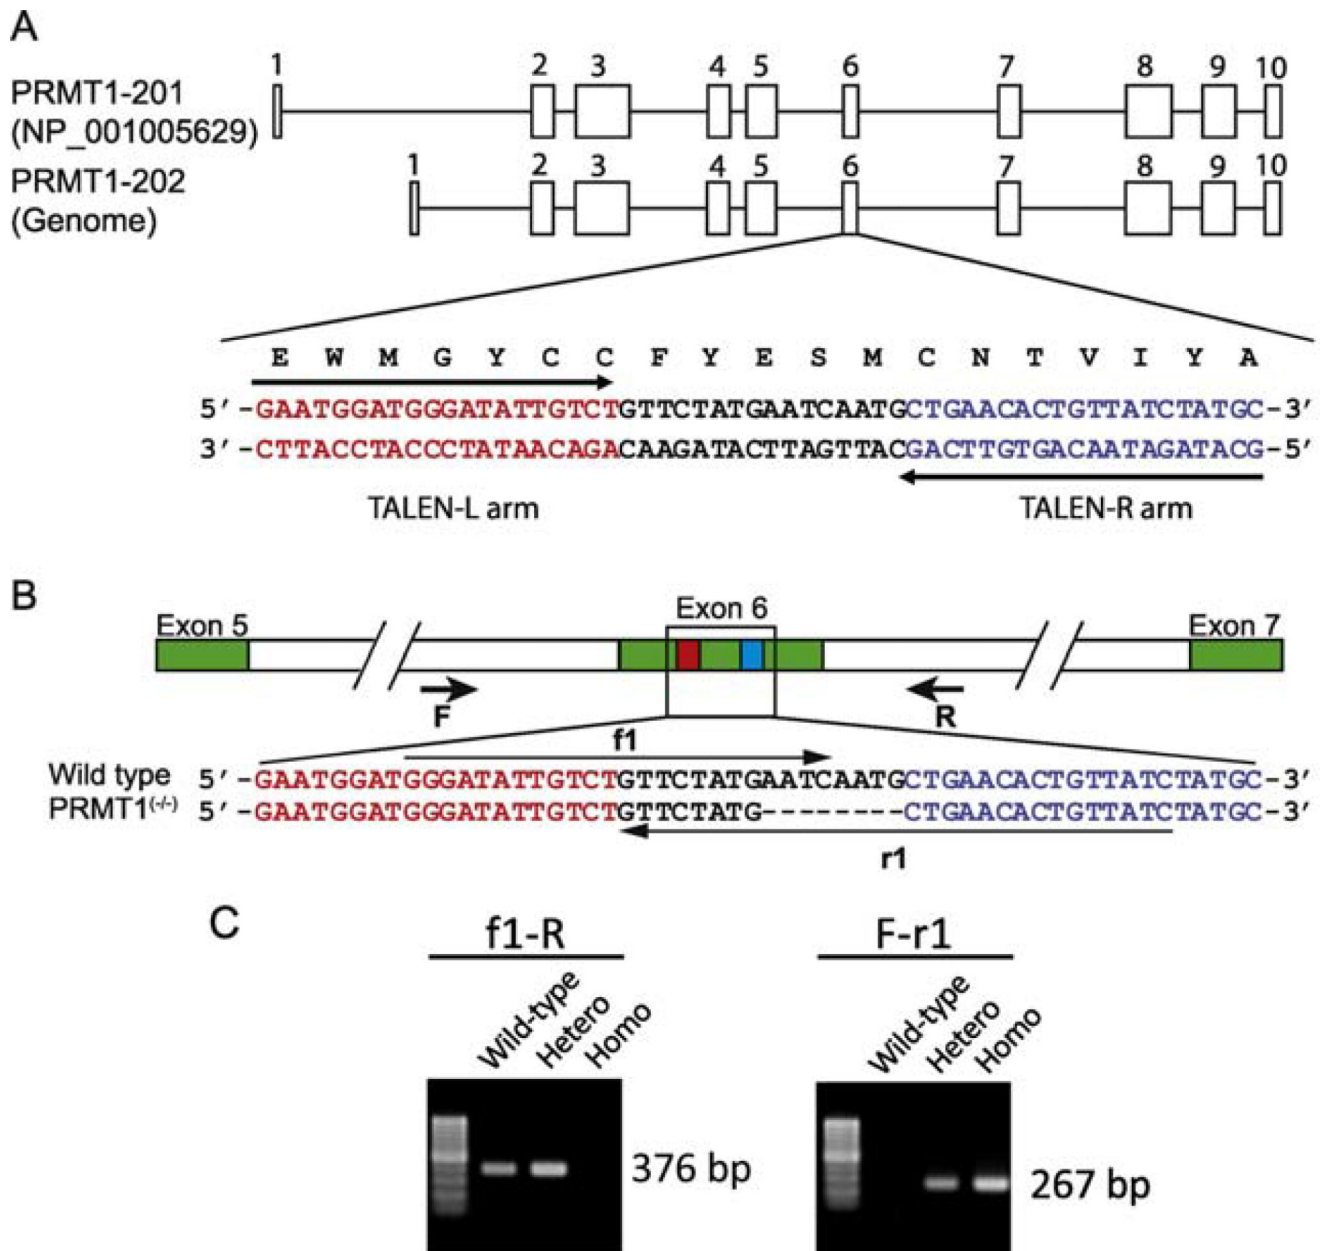 A
1 2 3 4 5 6 7 8 9 10
PRMT1-201
(NP_001005629)
1 2 3 4 5 6 7 8 9 10
PRMT1-202
(Genome)
E W M G Y C C F Y E S M C N T V I Y A
5′-GAATGGATGGGATATTGTCTGTTCTATGAATCAATGCTGAACACTGTTATCTATGC-3′
3′-CTTACCTACCCTATAACAGACAAGATACTTAGTTACGACTTGTGACAATAGATACG-5′
TALEN-L arm TALEN-R arm
B
Exon 5 Exon 6 Exon 7
F R
f1
Wild type 5′-GAATGGATGGGATATTGTCTGTTCTATGAATCAATGCTGAACACTGTTATCTATGC-3′
PRMT1(-/-) 5′-GAATGGATGGGATATTGTCTGTTCTATG--------CTGAACACTGTTATCTATGC-3′
r1
C
f1-R F-r1
Wild-type Hetero Homo Wild-type Hetero Homo
376 bp 267 bp